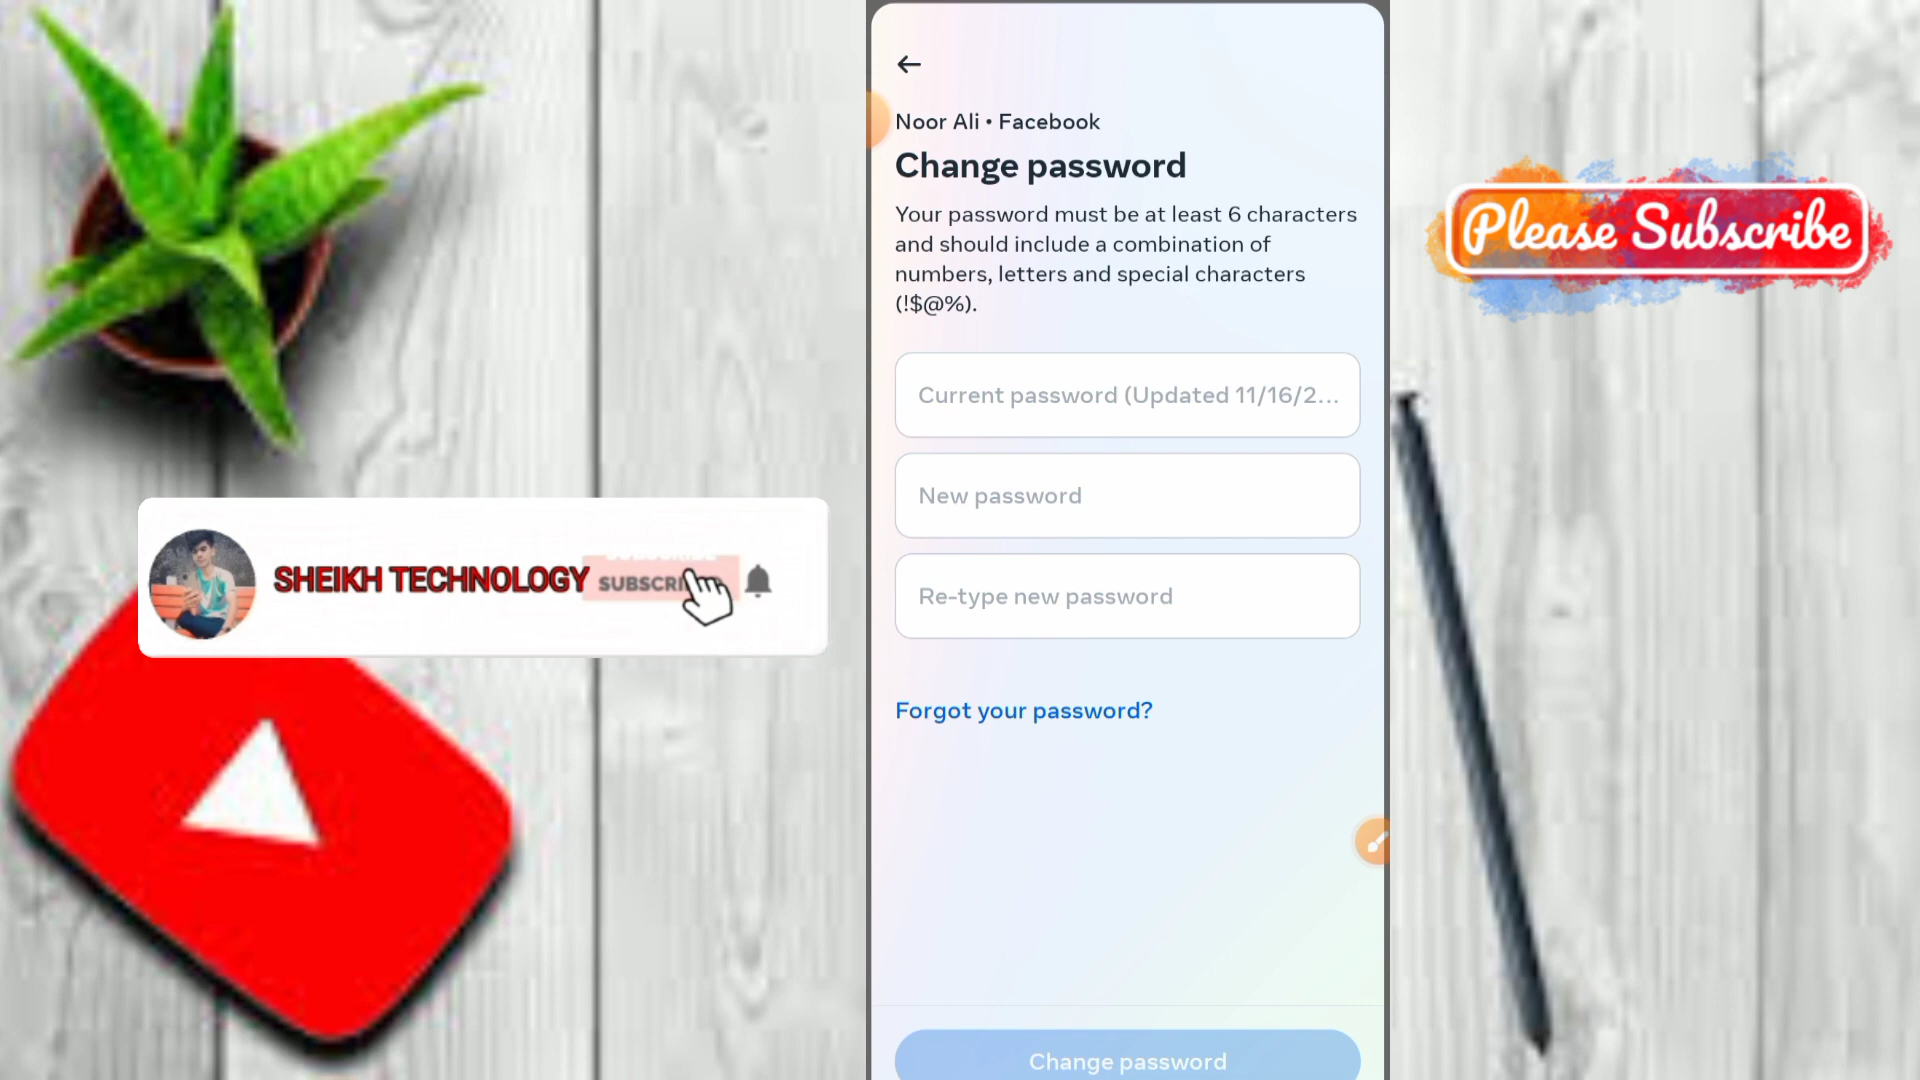 Noor Ali • Facebook
Change password
Your password must be at least 6 characters
and should include a combination of
numbers, letters and special characters
(!$@%).
Current password (Updated 11/16/2...
New password
Re-type new password
Forgot your password?
Change password
SHEIKH TECHNOLOGY
Please Subscribe